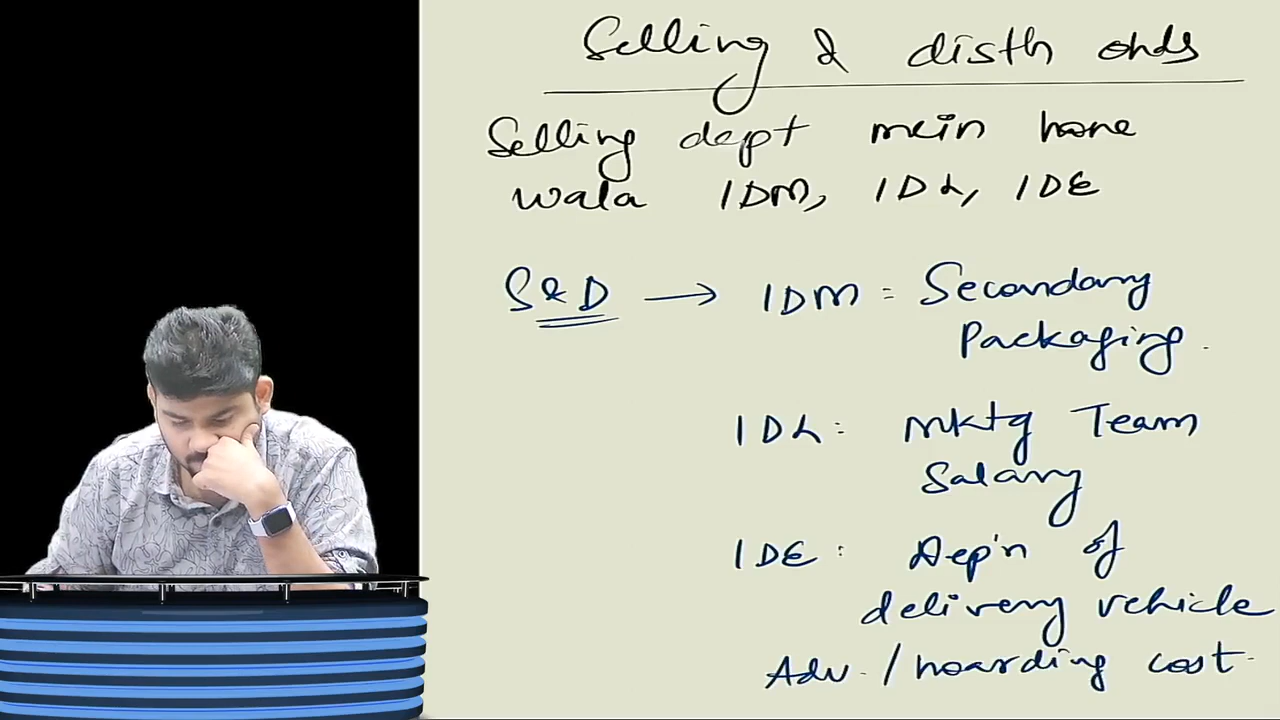 Selling & distn ohds
Selling dept mein hone
wala IDM, IDL, IDE
S&D → IDM = Secondary
Packaging.
IDL: Mktg Team
Salary
IDE: Dep'n of
delivery vehicle
Adv. / hoarding cost.